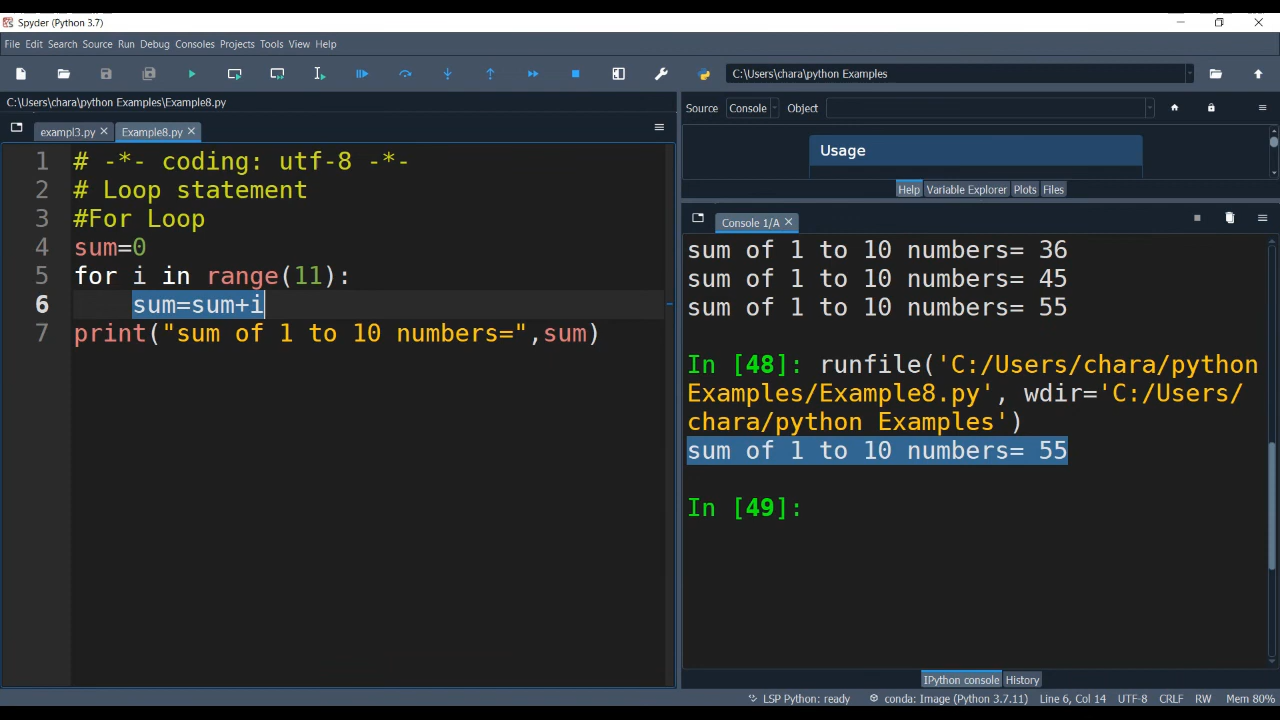 Spyder (Python 3.7)
File Edit Search Source Run Debug Consoles Projects Tools View Help
C:\Users\chara\python Examples
C:\Users\chara\python Examples\Example8.py
exampl3.py Example8.py
1 # -*- coding: utf-8 -*-
2 # Loop statement
3 #For Loop
4 sum=0
5 for i in range(11):
6 sum=sum+i
7 print("sum of 1 to 10 numbers=",sum)
Source Console Object
Usage
Help Variable Explorer Plots Files
Console 1/A
sum of 1 to 10 numbers= 36
sum of 1 to 10 numbers= 45
sum of 1 to 10 numbers= 55
In [48]: runfile('C:/Users/chara/python
Examples/Example8.py', wdir='C:/Users/
chara/python Examples')
sum of 1 to 10 numbers= 55
In [49]:
IPython console History
LSP Python: ready conda: Image (Python 3.7.11) Line 6, Col 14 UTF-8 CRLF RW Mem 80%